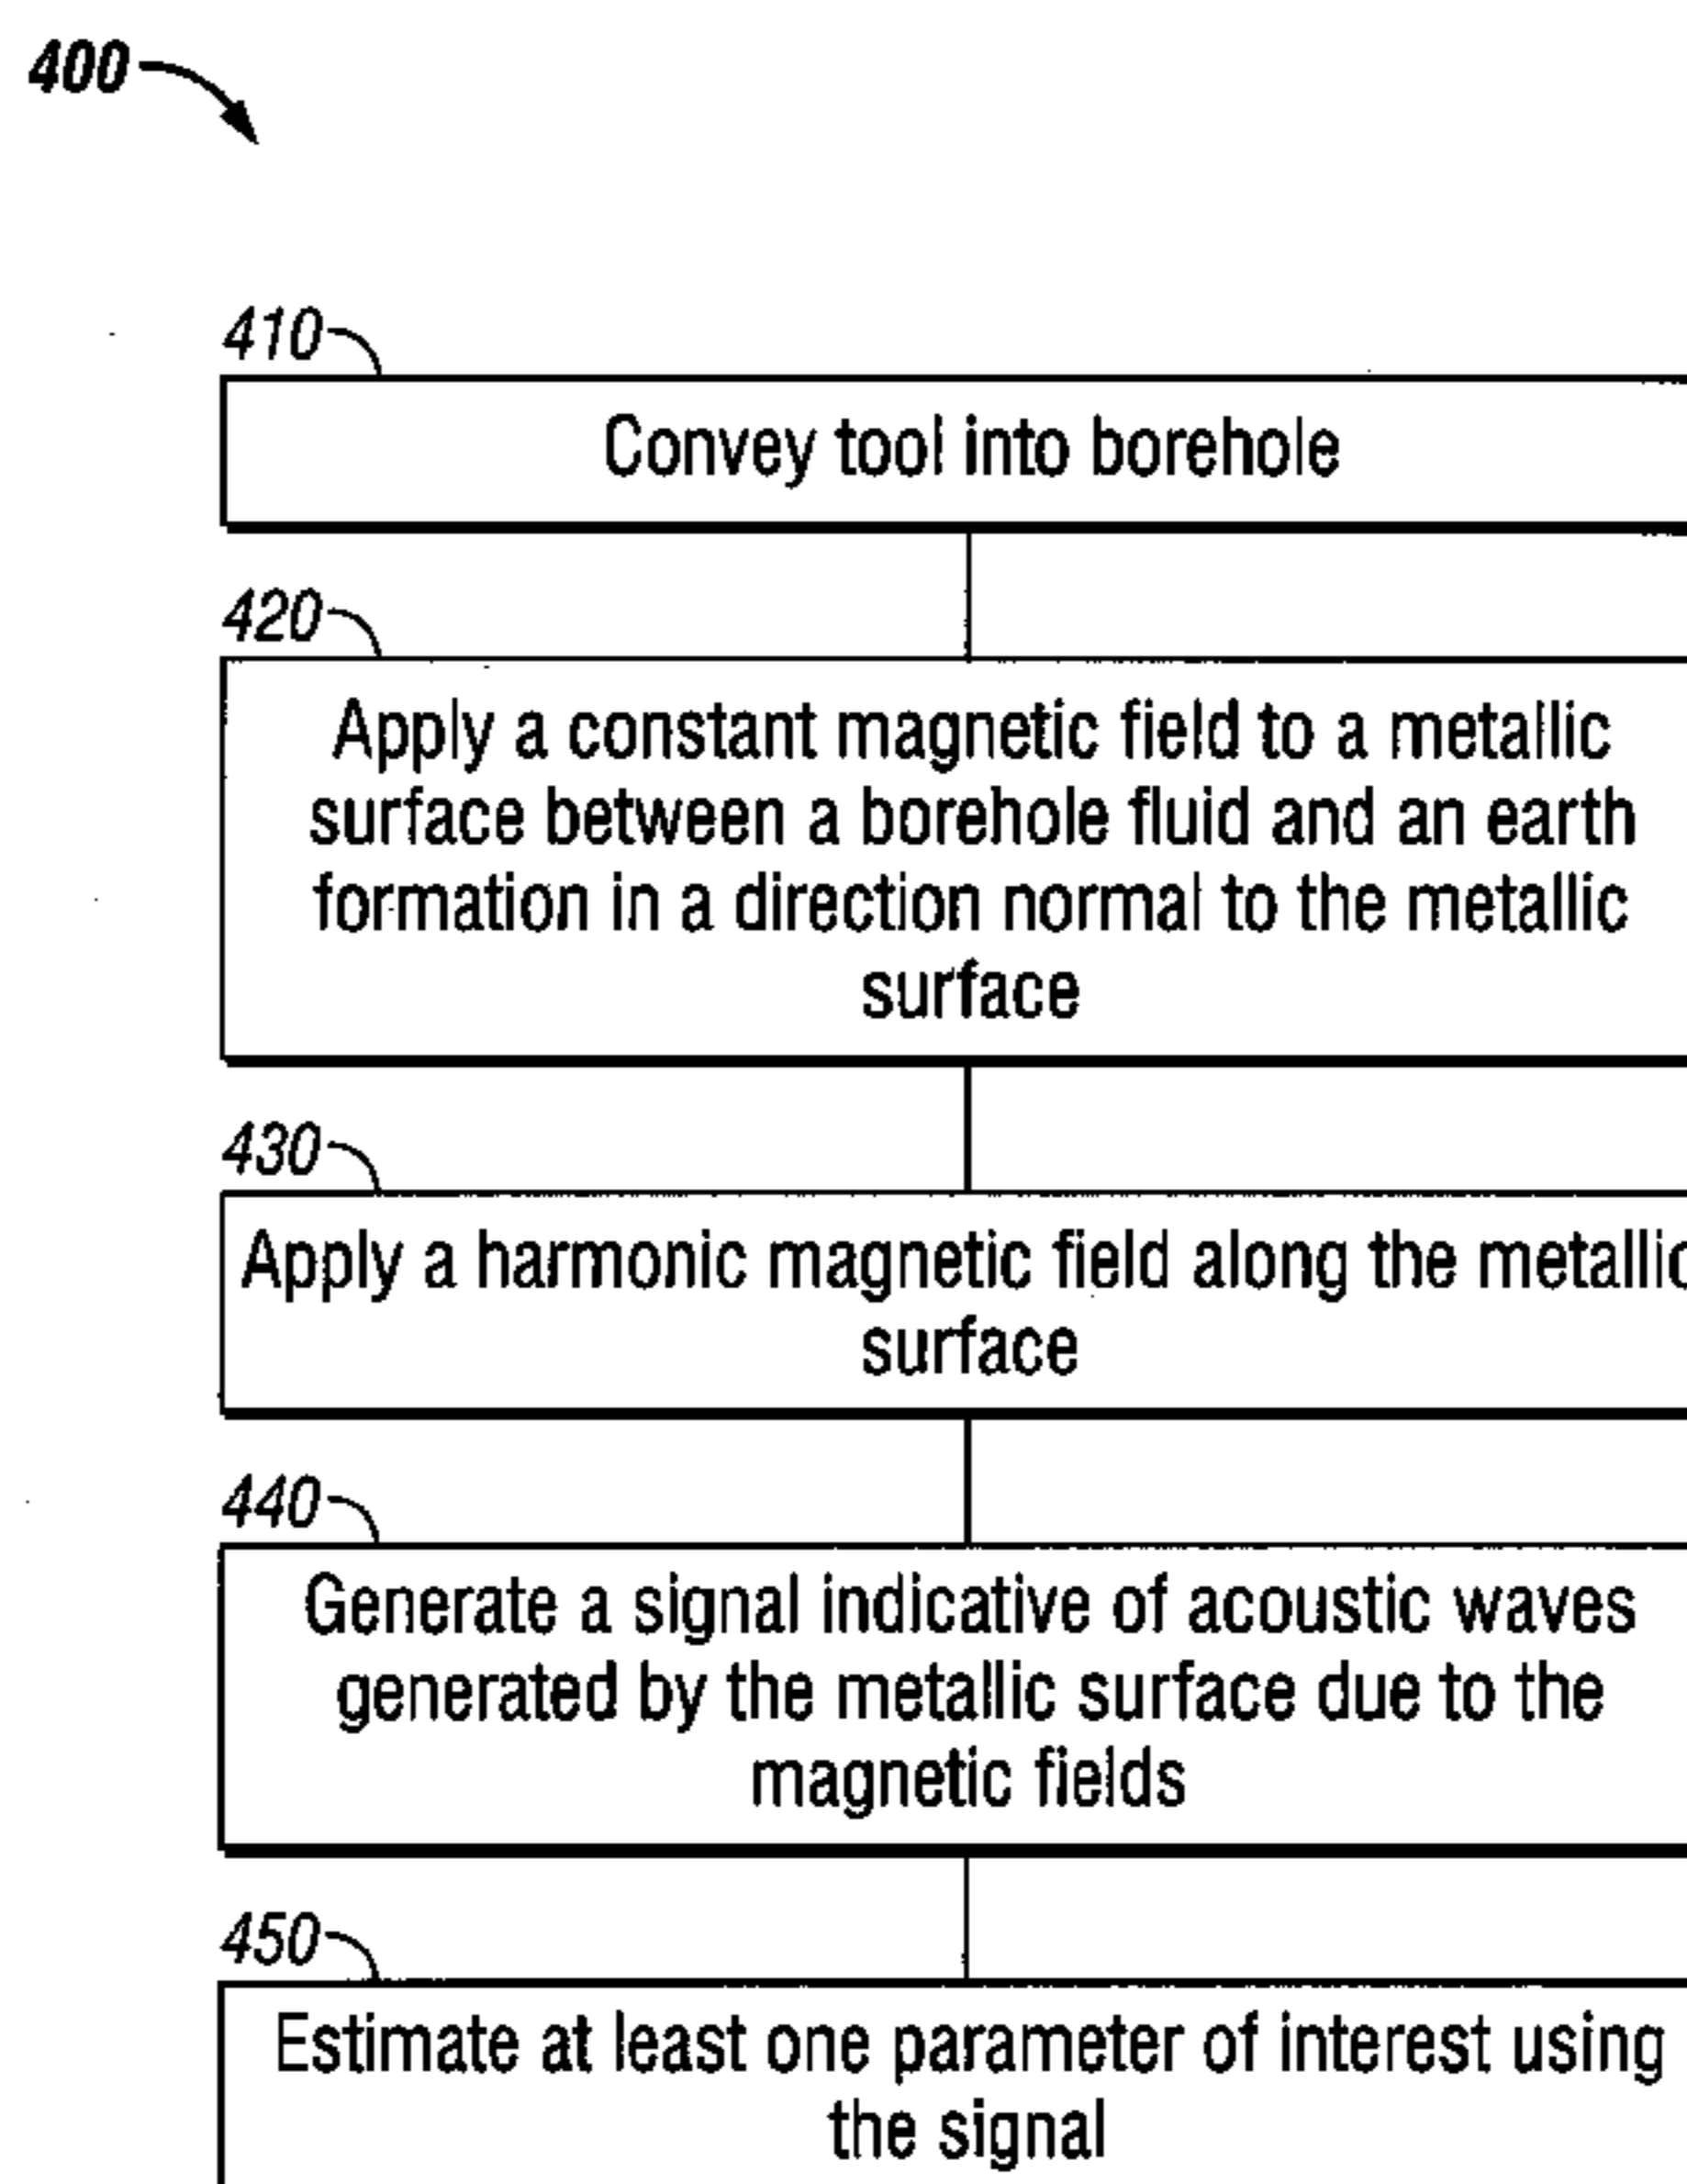 400
410
Convey tool into borehole
420
Apply a constant magnetic field to a metallic
surface between a borehole fluid and an earth
formation in a direction normal to the metallic
surface
430
Apply a harmonic magnetic field along the metallic
surface
440
Generate a signal indicative of acoustic waves
generated by the metallic surface due to the
magnetic fields
450
Estimate at least one parameter of interest using
the signal